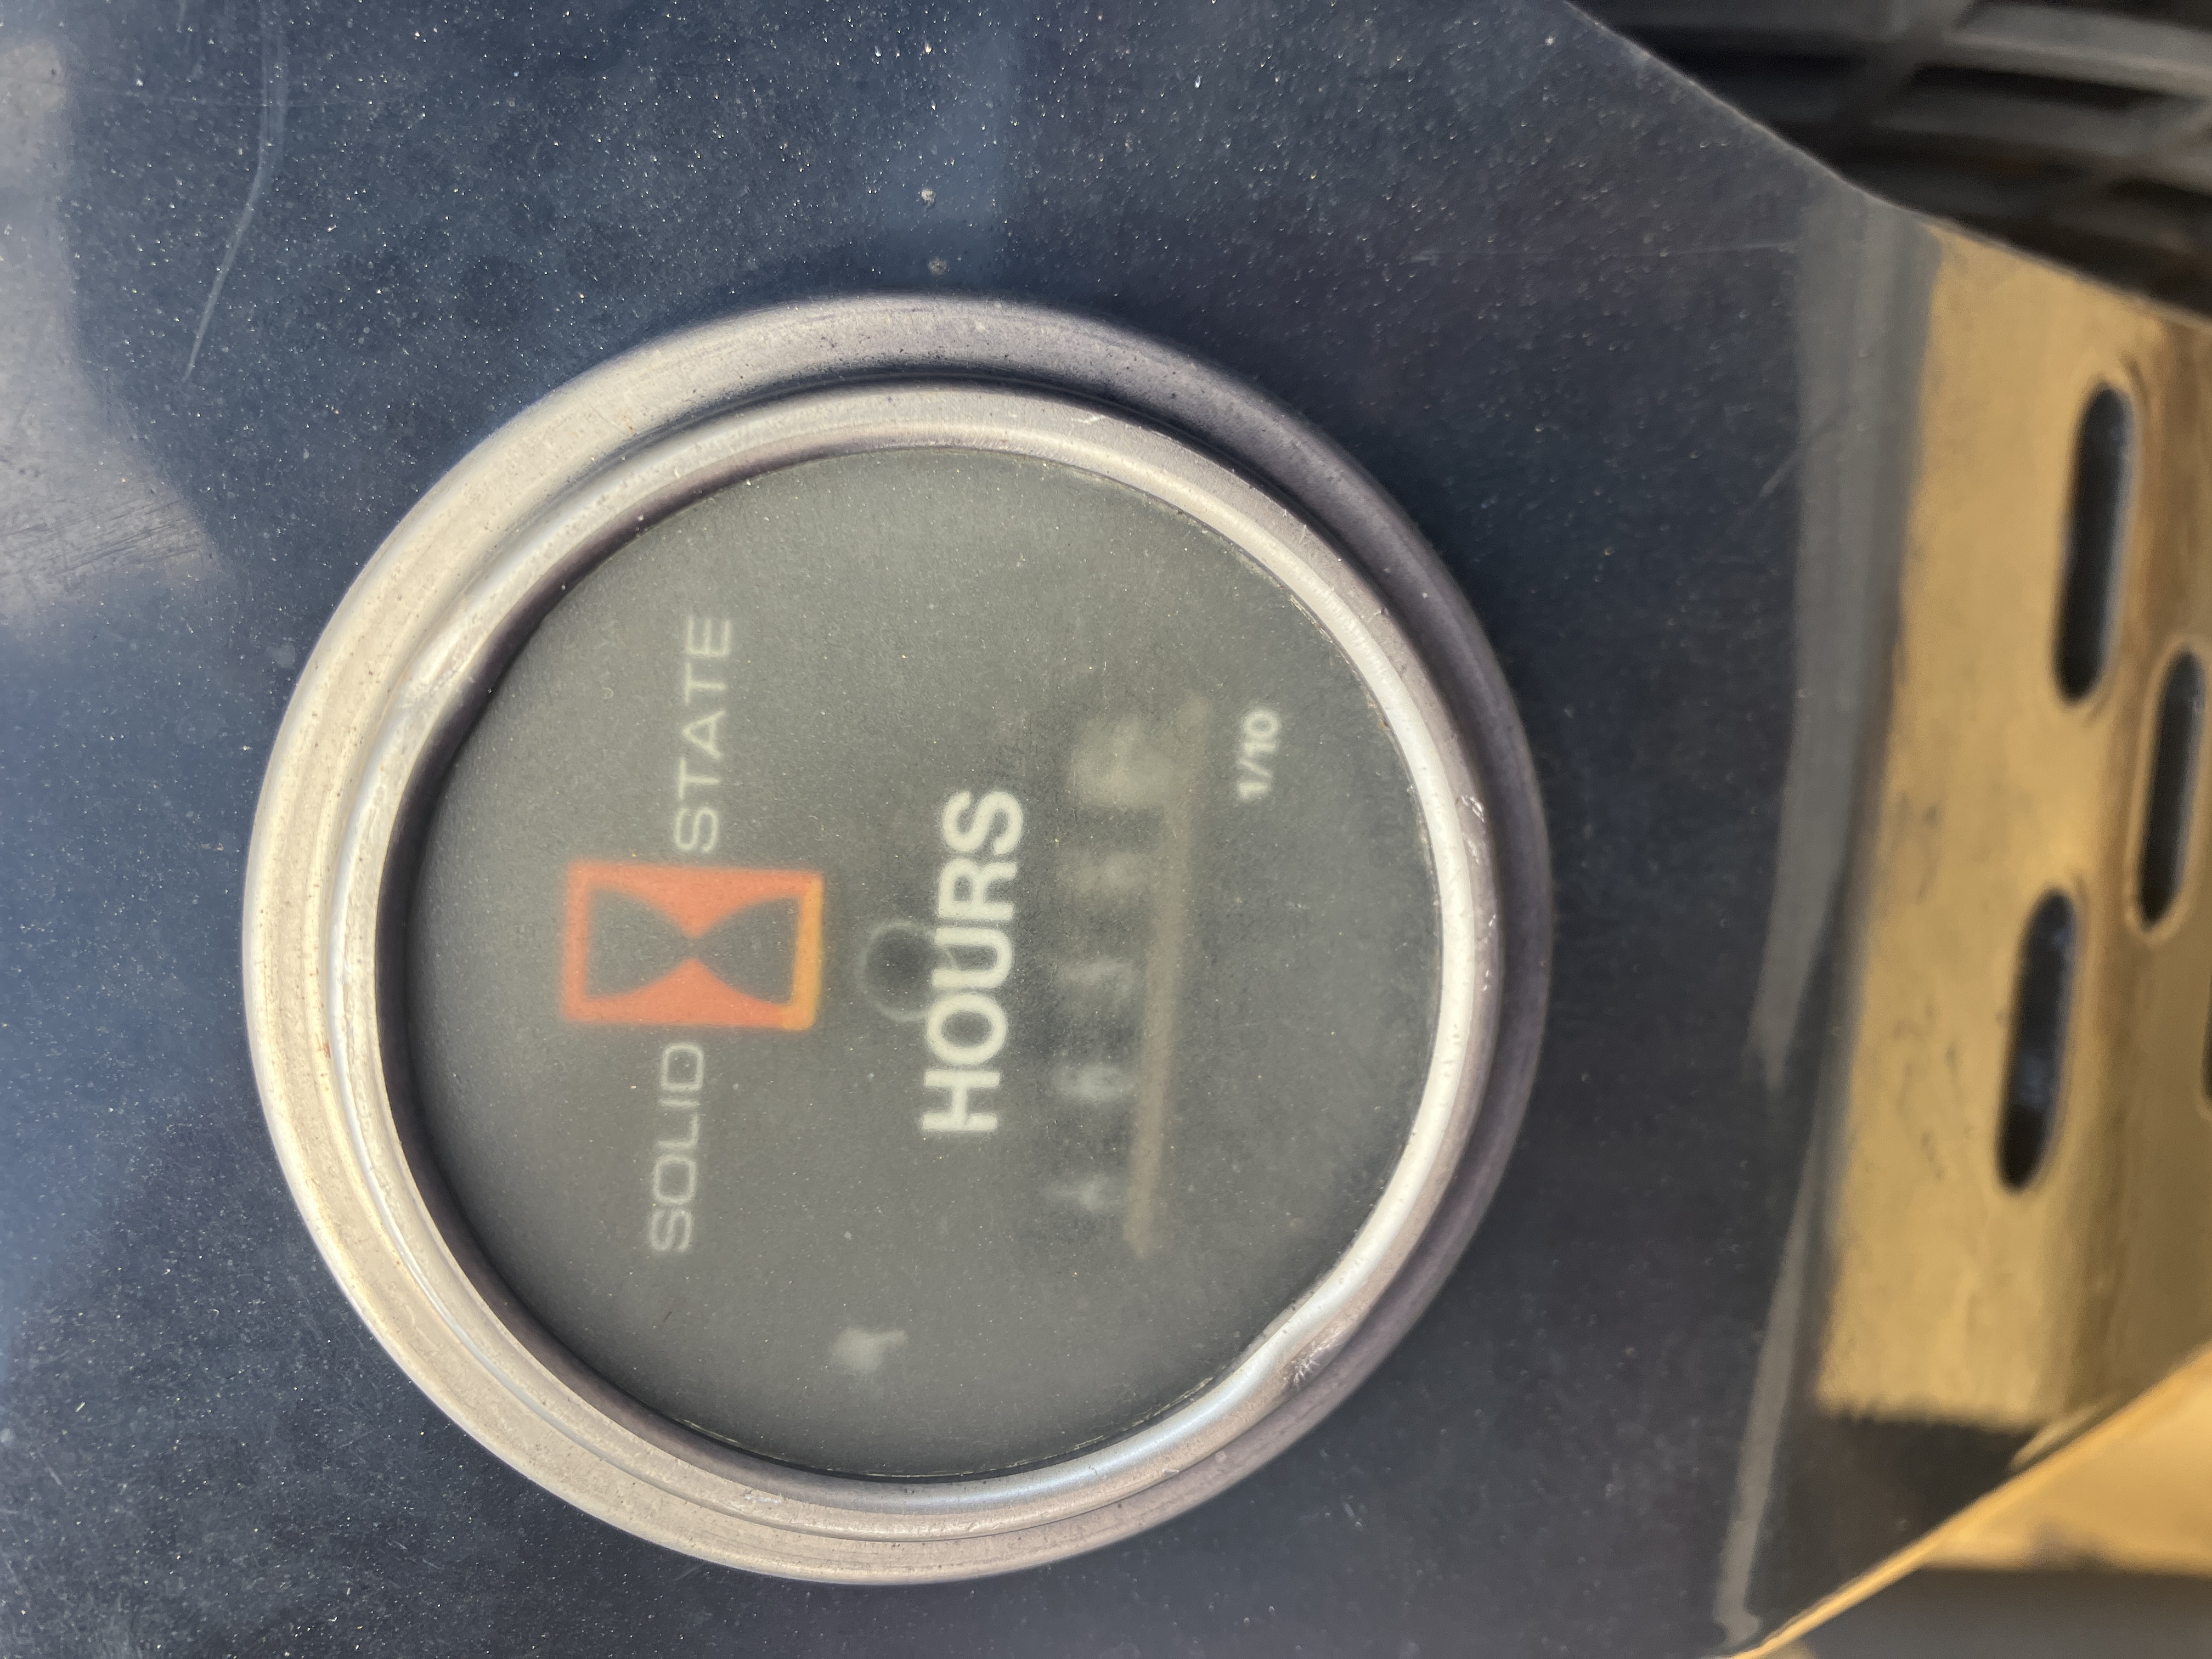 SOLID STATE
HOURS
1/10